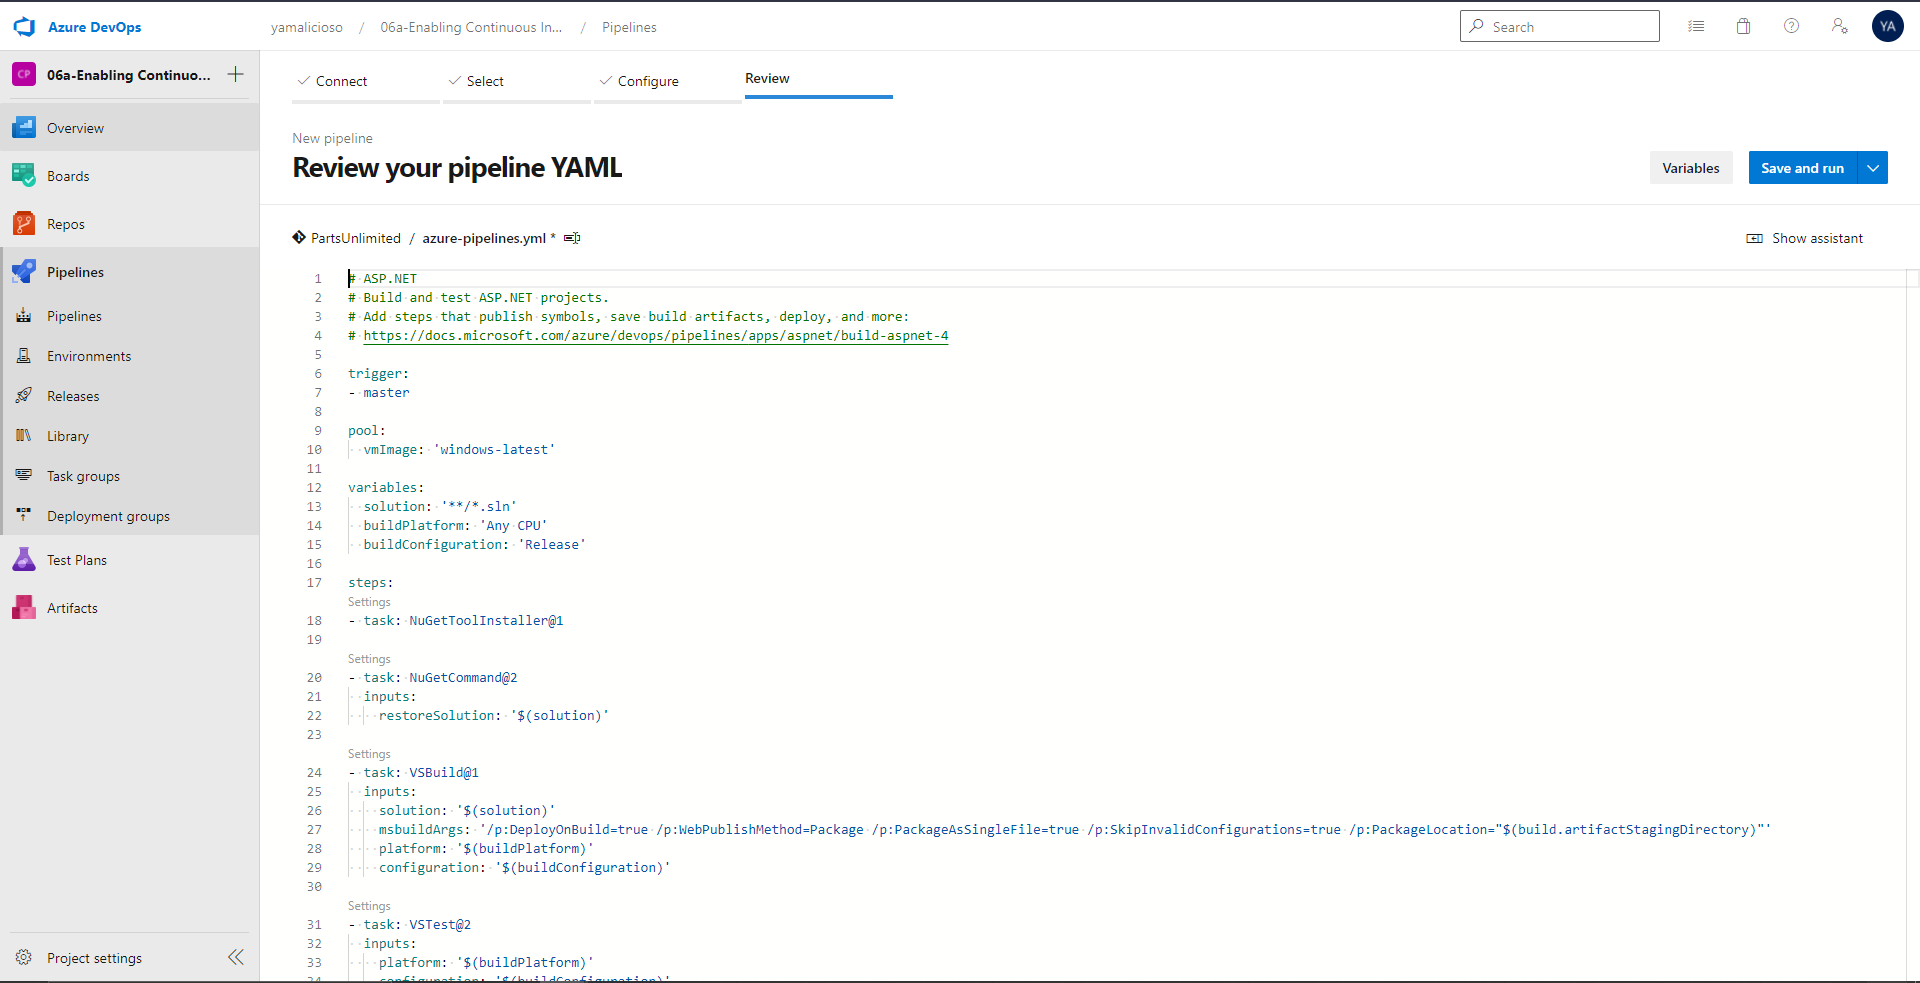 Azure DevOps
yamalicioso / 06a-Enabling Continuous In... / Pipelines
Search
YA
CP 06a-Enabling Continuo...
Overview
Boards
Repos
Pipelines
Pipelines
Environments
Releases
Library
Task groups
Deployment groups
Test Plans
Artifacts
Project settings
Connect
Select
Configure
Review
New pipeline
Review your pipeline YAML
Variables
Save and run
PartsUnlimited / azure-pipelines.yml *
Show assistant
1 # ASP.NET
2 # Build and test ASP.NET projects.
3 # Add steps that publish symbols, save build artifacts, deploy, and more:
4 # https://docs.microsoft.com/azure/devops/pipelines/apps/aspnet/build-aspnet-4
5
6 trigger:
7 - master
8
9 pool:
10 vmImage: 'windows-latest'
11
12 variables:
13 solution: '**/*.sln'
14 buildPlatform: 'Any CPU'
15 buildConfiguration: 'Release'
16
17 steps:
Settings
18 - task: NuGetToolInstaller@1
19
Settings
20 - task: NuGetCommand@2
21 inputs:
22 restoreSolution: '$(solution)'
23
Settings
24 - task: VSBuild@1
25 inputs:
26 solution: '$(solution)'
27 msbuildArgs: '/p:DeployOnBuild=true /p:WebPublishMethod=Package /p:PackageAsSingleFile=true /p:SkipInvalidConfigurations=true /p:PackageLocation="$(build.artifactStagingDirectory)"'
28 platform: '$(buildPlatform)'
29 configuration: '$(buildConfiguration)'
30
Settings
31 - task: VSTest@2
32 inputs:
33 platform: '$(buildPlatform)'
34 configuration: '$(buildConfiguration)'